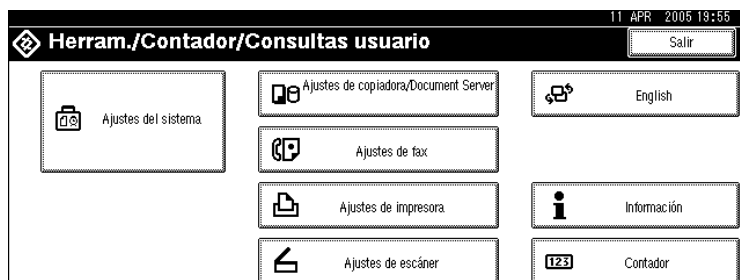 11 APR 2005 19:55
Herram./Contador/Consultas usuario
Salir
Ajustes del sistema
Ajustes de copiadora/Document Server
Ajustes de fax
Ajustes de impresora
Ajustes de escáner
English
Información
123
Contador